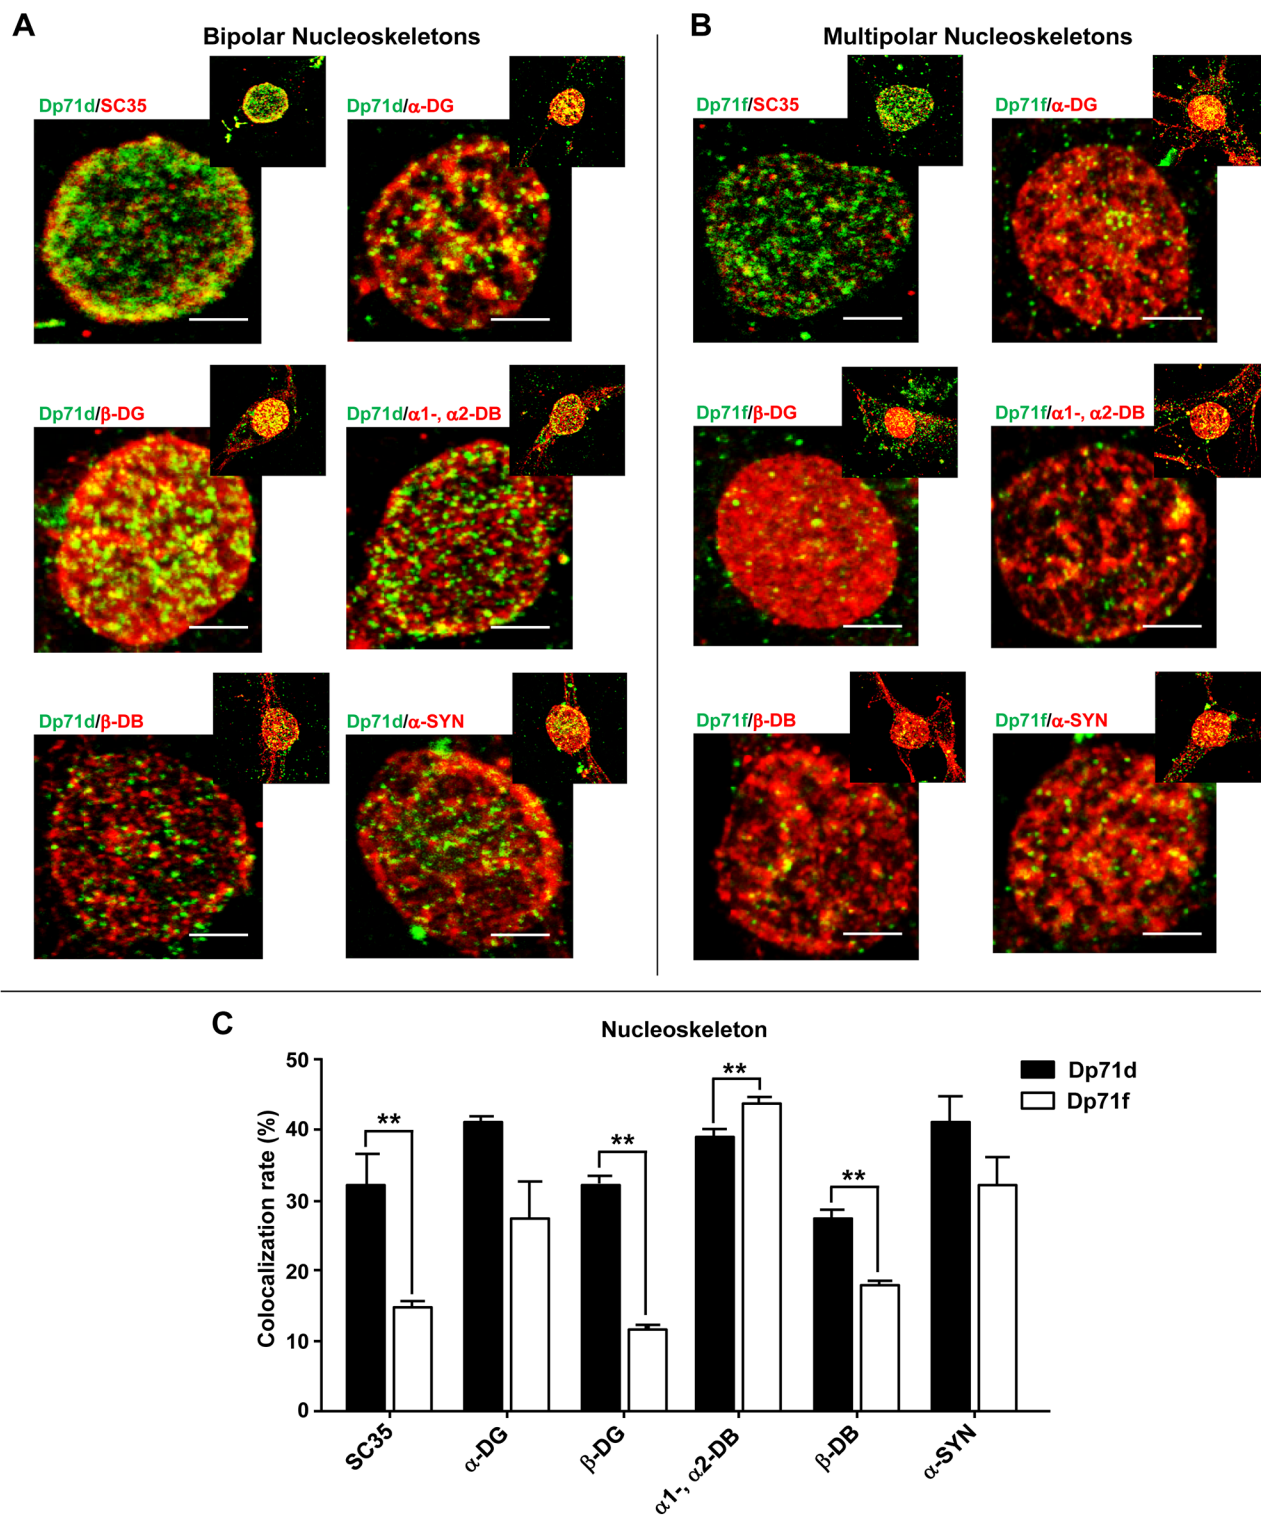 A
Bipolar Nucleoskeletons
B
Multipolar Nucleoskeletons
Dp71d/SC35
Dp71d/α-DG
Dp71f/SC35
Dp71f/α-DG
Dp71d/β-DG
Dp71d/α1-, α2-DB
Dp71f/β-DG
Dp71f/α1-, α2-DB
Dp71d/β-DB
Dp71d/α-SYN
Dp71f/β-DB
Dp71f/α-SYN
C
Nucleoskeleton
Colocalization rate (%)
50
40
30
20
10
0
**
**
**
**
Dp71d
Dp71f
SC35
α-DG
β-DG
α1-, α2-DB
β-DB
α-SYN